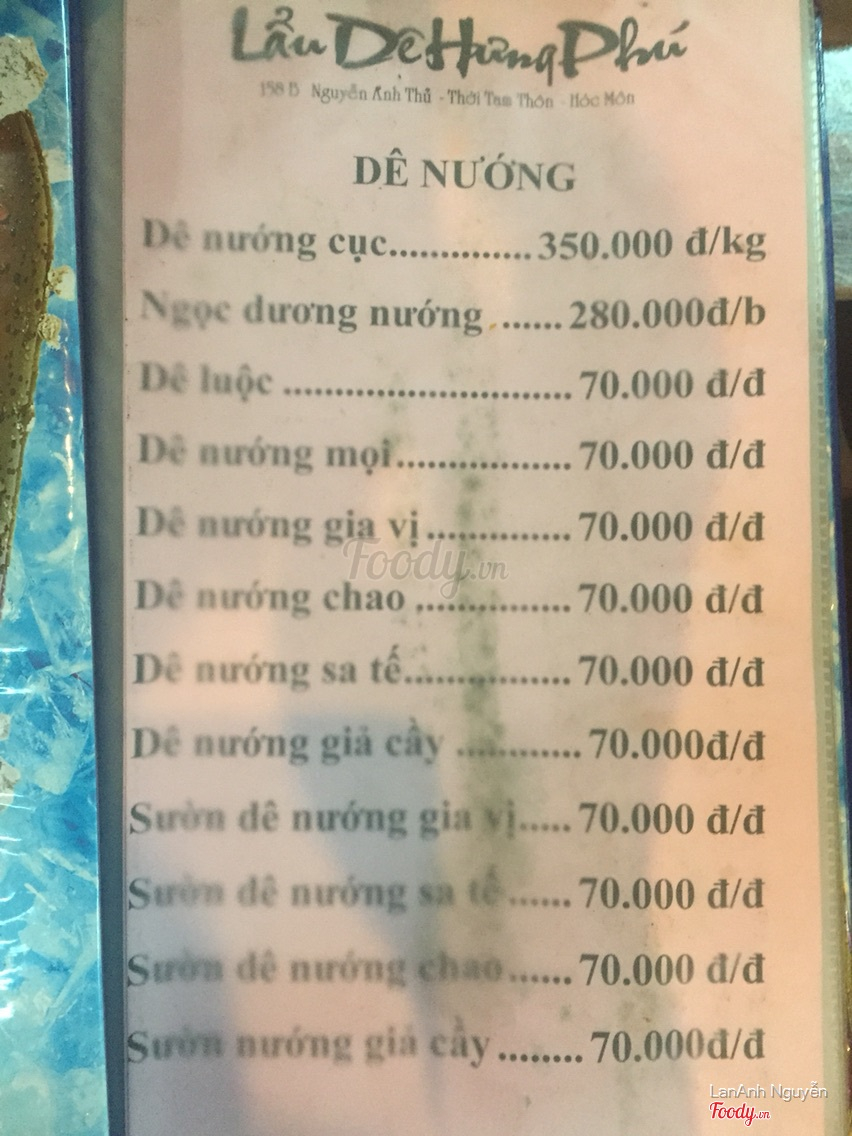 Lẩu Dê Hưng Phú
158 B Nguyễn Ảnh Thủ - Thới Tam Thôn - Hóc Môn
DÊ NƯỚNG
Dê nướng cục..............350.000 đ/kg
Ngọc dương nướng .......280.000đ/b
Dê luộc ............................70.000 đ/đ
Dê nướng mọi.................70.000 đ/đ
Dê nướng gia vị..............70.000 đ/đ
Dê nướng chao ...............70.000 đ/đ
Dê nướng sa tế................70.000 đ/đ
Dê nướng giả cầy ............70.000đ/đ
Sườn dê nướng gia vị.....70.000 đ/đ
Sườn dê nướng sa tế ......70.000 đ/đ
Sườn dê nướng chao......70.000 đ/đ
Sườn nướng giả cầy ........70.000đ/đ
Foody.vn
LanAnh Nguyễn
Foody.vn